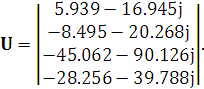 5.939 − 16.945j
−8.495 − 20.268j
U = −45.062 − 90.126j .
−28.256 − 39.788j